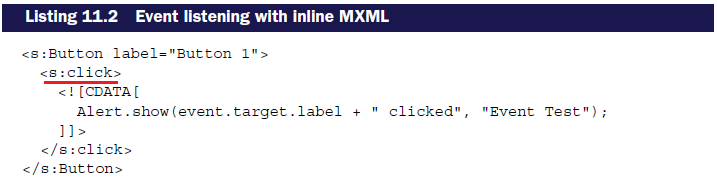 Listing 11.2 Event listening with inline MXML
<s:Button label="Button 1">
<s:click>
<![CDATA[
Alert.show(event.target.label + " clicked", "Event Test");
]]>
</s:click>
</s:Button>